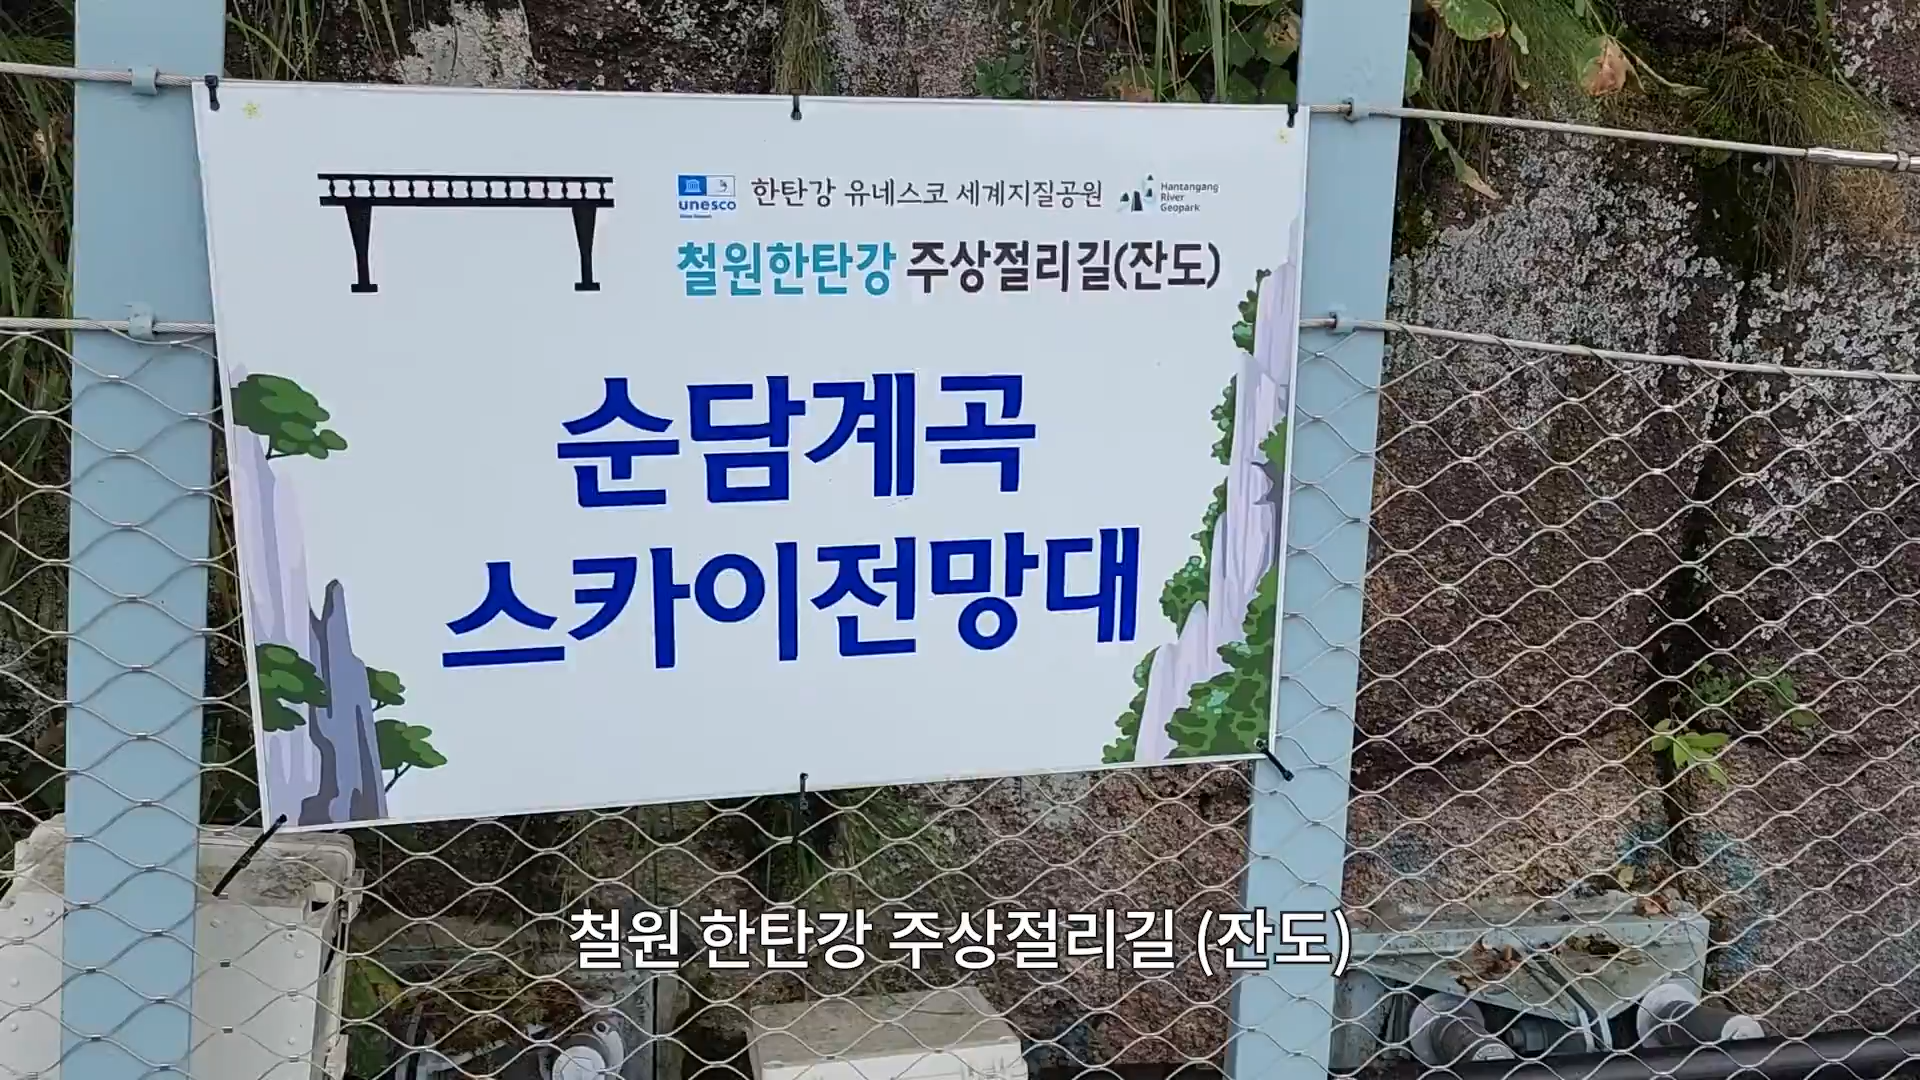 unesco 한탄강 유네스코 세계지질공원 Hantangang River Geopark
철원한탄강 주상절리길(잔도)
순담계곡
스카이전망대
철원 한탄강 주상절리길 (잔도)